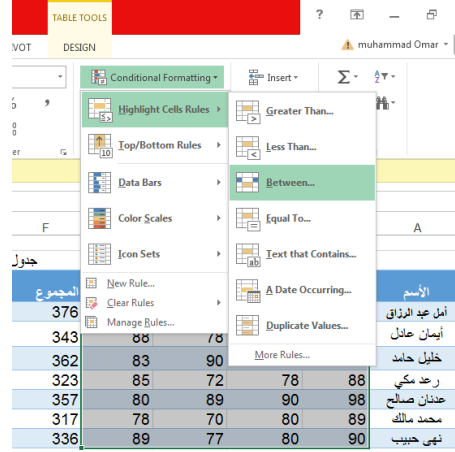 TABLE TOOLS
?
VOT DESIGN
muhammad Omar
Conditional Formatting
Insert
Σ
Highlight Cells Rules
Top/Bottom Rules
Data Bars
Color Scales
Icon Sets
New Rule...
Clear Rules
Manage Rules...
Greater Than...
Less Than...
Between...
Equal To...
Text that Contains...
A Date Occurring...
Duplicate Values...
More Rules...
F A
جدول
المجموع الأسم
376 أمل عبد الرزاق
343 88 78 أيمان عادل
362 83 90 خليل حامد
323 85 72 78 88 رعد مكي
357 80 89 90 98 عدنان صالح
317 78 70 80 89 محمد مالك
336 89 77 80 90 نهى حبيب